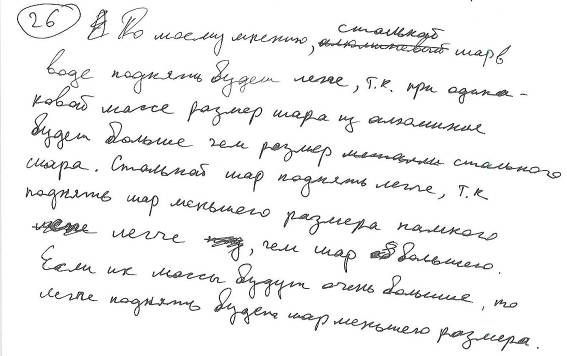 26 По моему мнению, стальной шар в
воде поднять будет легче, т.к. при одина-
ковой массе размер шара из алюминия
будет больше чем размер стального
шара. Стальной шар поднять легче, т.к
поднять шар меньшего размера намного
легче, чем шар большего.
Если их массы будут очень большие, то
легче поднять будет шар меньшего размера.